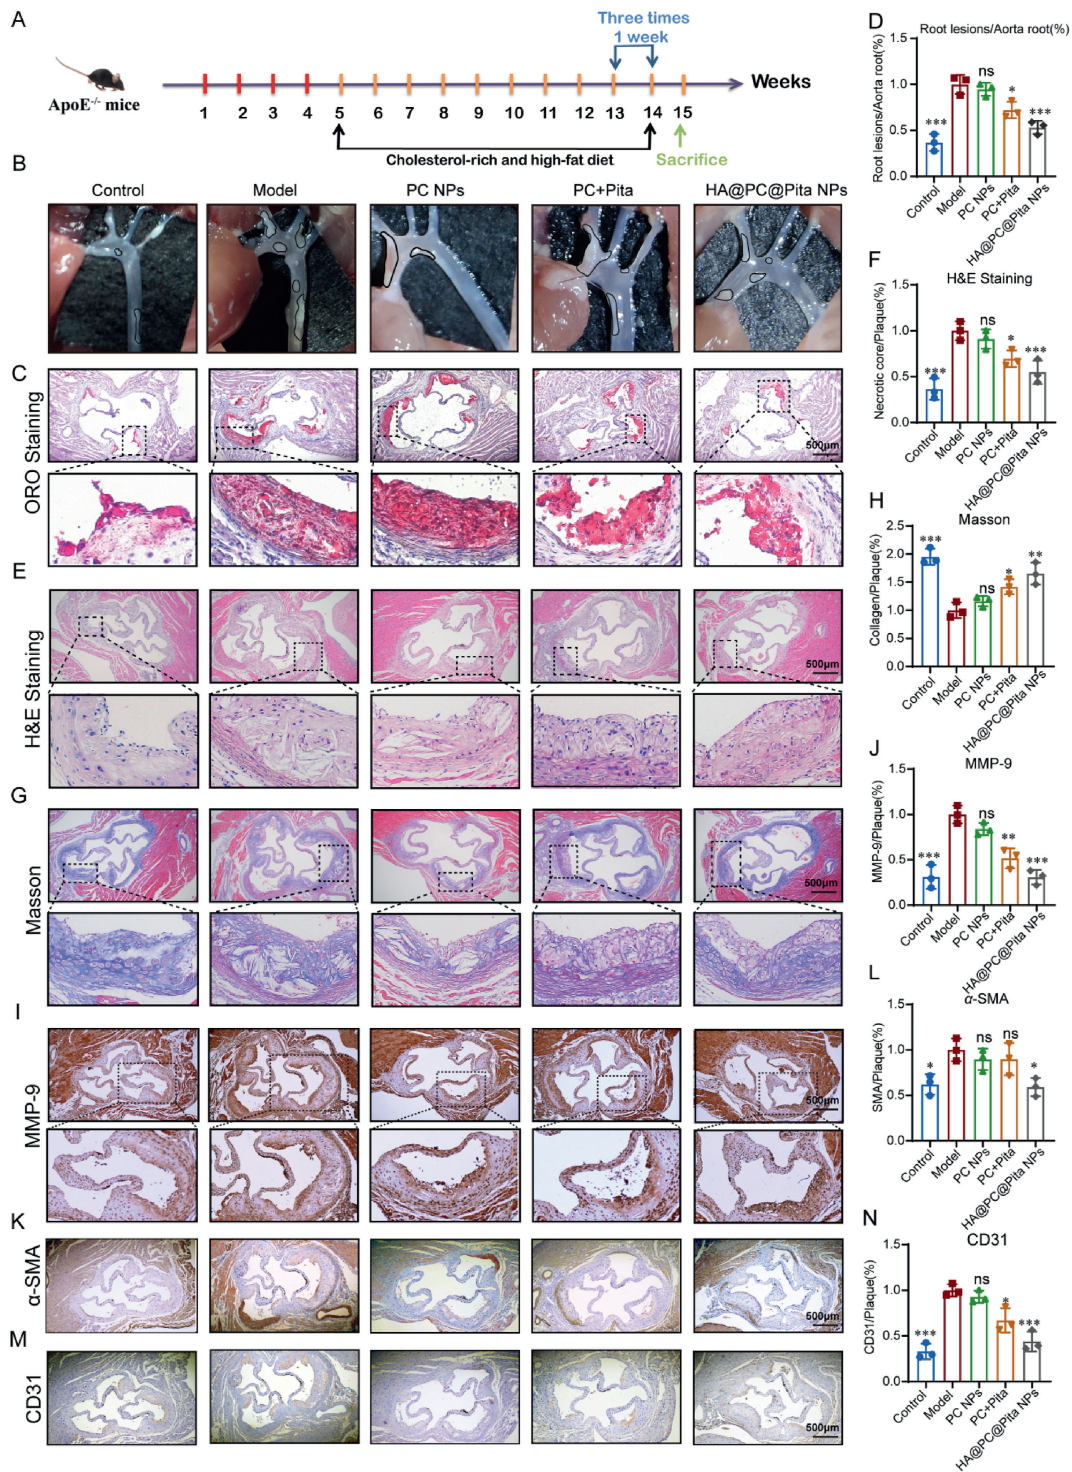 A
Three times
1 week
Weeks
ApoE-/- mice
1 2 3 4 5 6 7 8 9 10 11 12 13 14 15
Cholesterol-rich and high-fat diet
Sacrifice
B
Control Model PC NPs PC+Pita HA@PC@Pita NPs
C
ORO Staining
500μm
E
H&E Staining
500μm
G
Masson
500μm
I
MMP-9
500μm
K
α-SMA
500μm
M
CD31
500μm
D
Root lesions/Aorta root(%)
Root lesions/Aorta root(%)
1.5
1.0
0.5
0.0
*** ns * ***
Control Model PC NPs PC+Pita HA@PC@Pita NPs
F
H&E Staining
Necrotic core/Plaque(%)
1.5
1.0
0.5
0.0
*** ns * ***
Control Model PC NPs PC+Pita HA@PC@Pita NPs
H
Masson
Collagen/Plaque(%)
2.5
2.0
1.5
1.0
0.5
0.0
*** ns * **
Control Model PC NPs PC+Pita HA@PC@Pita NPs
J
MMP-9
MMP-9/Plaque(%)
1.5
1.0
0.5
0.0
*** ns ** ***
Control Model PC NPs PC+Pita HA@PC@Pita NPs
L
α-SMA
SMA/Plaque(%)
1.5
1.0
0.5
0.0
* ns ns *
Control Model PC NPs PC+Pita HA@PC@Pita NPs
N
CD31
CD31/Plaque(%)
1.5
1.0
0.5
0.0
*** ns * ***
Control Model PC NPs PC+Pita HA@PC@Pita NPs